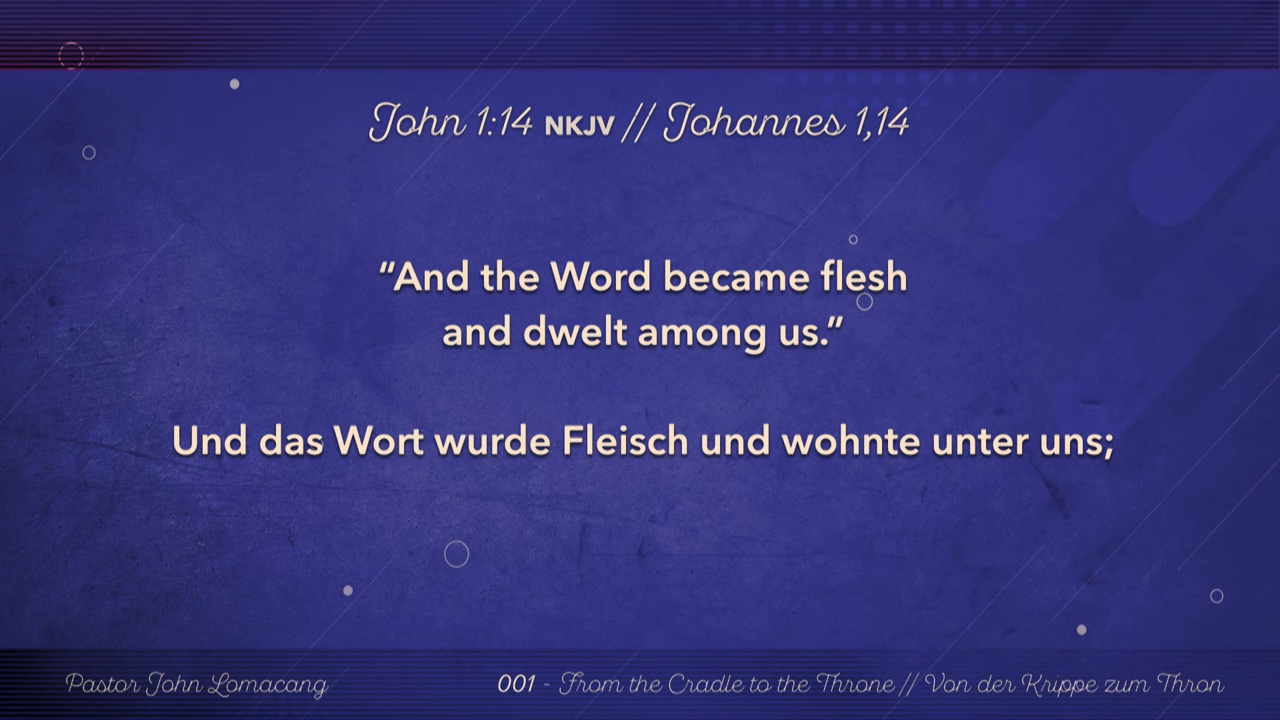 John 1:14 NKJV // Johannes 1,14
“And the Word became flesh
and dwelt among us.”
Und das Wort wurde Fleisch und wohnte unter uns;
Pastor John Lomacang
001 - From the Cradle to the Throne // Von der Krippe zum Thron